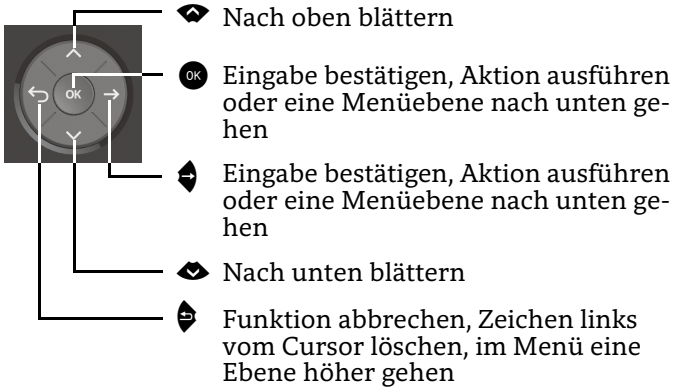 Nach oben blättern
OK Eingabe bestätigen, Aktion ausführen
oder eine Menüebene nach unten ge-
hen
OK
Eingabe bestätigen, Aktion ausführen
oder eine Menüebene nach unten ge-
hen
Nach unten blättern
Funktion abbrechen, Zeichen links
vom Cursor löschen, im Menü eine
Ebene höher gehen